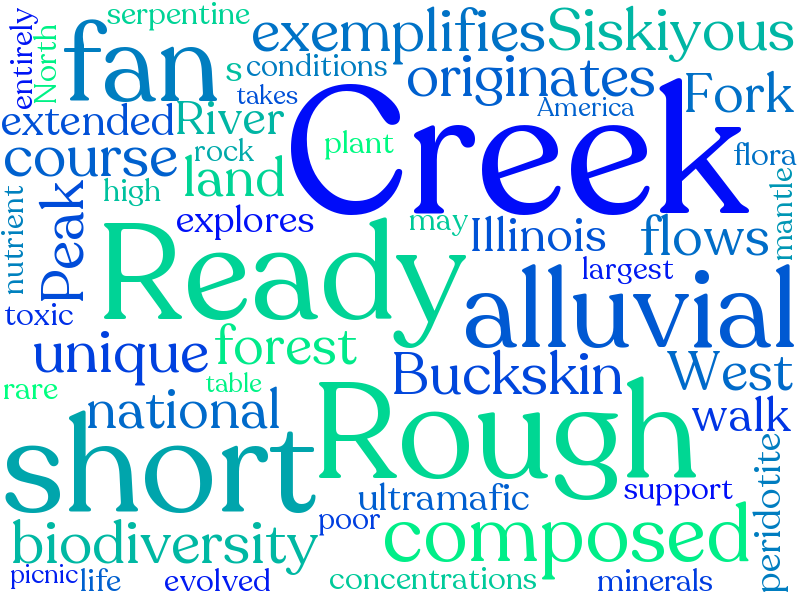 serpentine
entirely
North
fan
s
exemplifies
Siskiyous
conditions
originates
takes
America
Fork
extended
River
Creek
course
rock
plant
flora
land
high
mantle
nutrient
Peak
explores
may
Illinois
flows
Ready
largest
toxic
alluvial
unique
forest
Buckskin
West
rare
table
national
Rough
walk
short
ultramafic
support
peridotite
poor
composed
biodiversity
picnic
life
evolved
concentrations
minerals